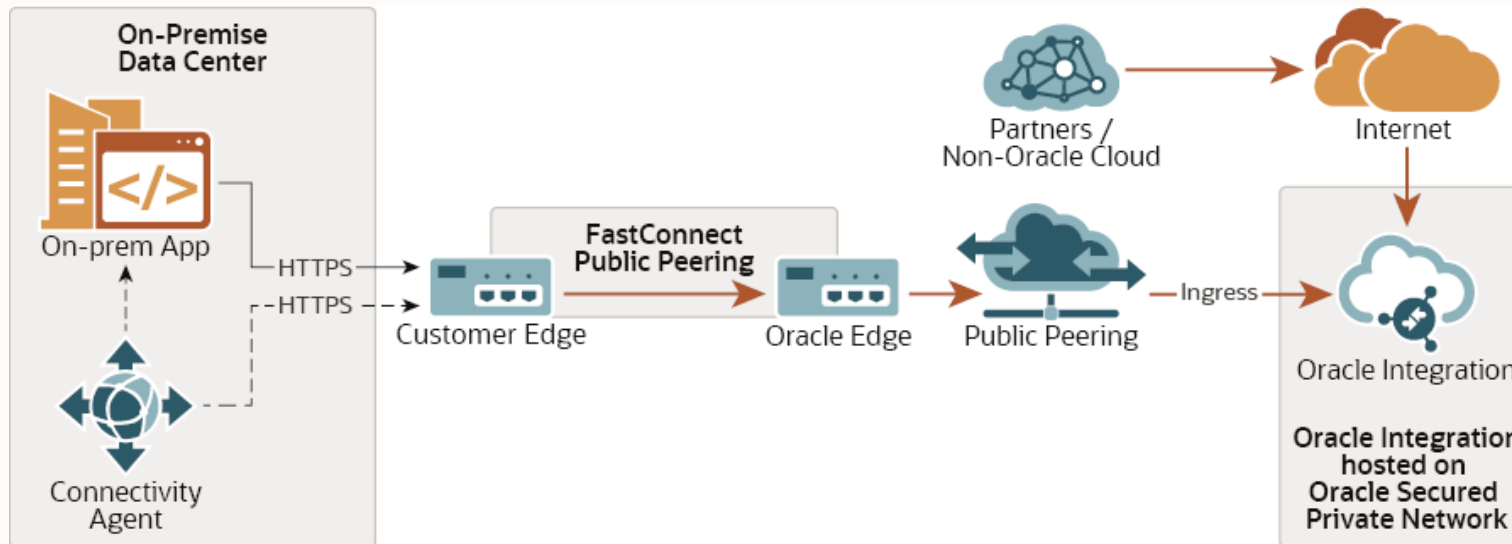 On-Premise
Data Center
</>
On-prem App
HTTPS
HTTPS
Connectivity
Agent
FastConnect
Public Peering
Customer Edge
Oracle Edge
Partners /
Non-Oracle Cloud
Internet
Public Peering
Ingress
Oracle Integration
Oracle Integration
hosted on
Oracle Secured
Private Network